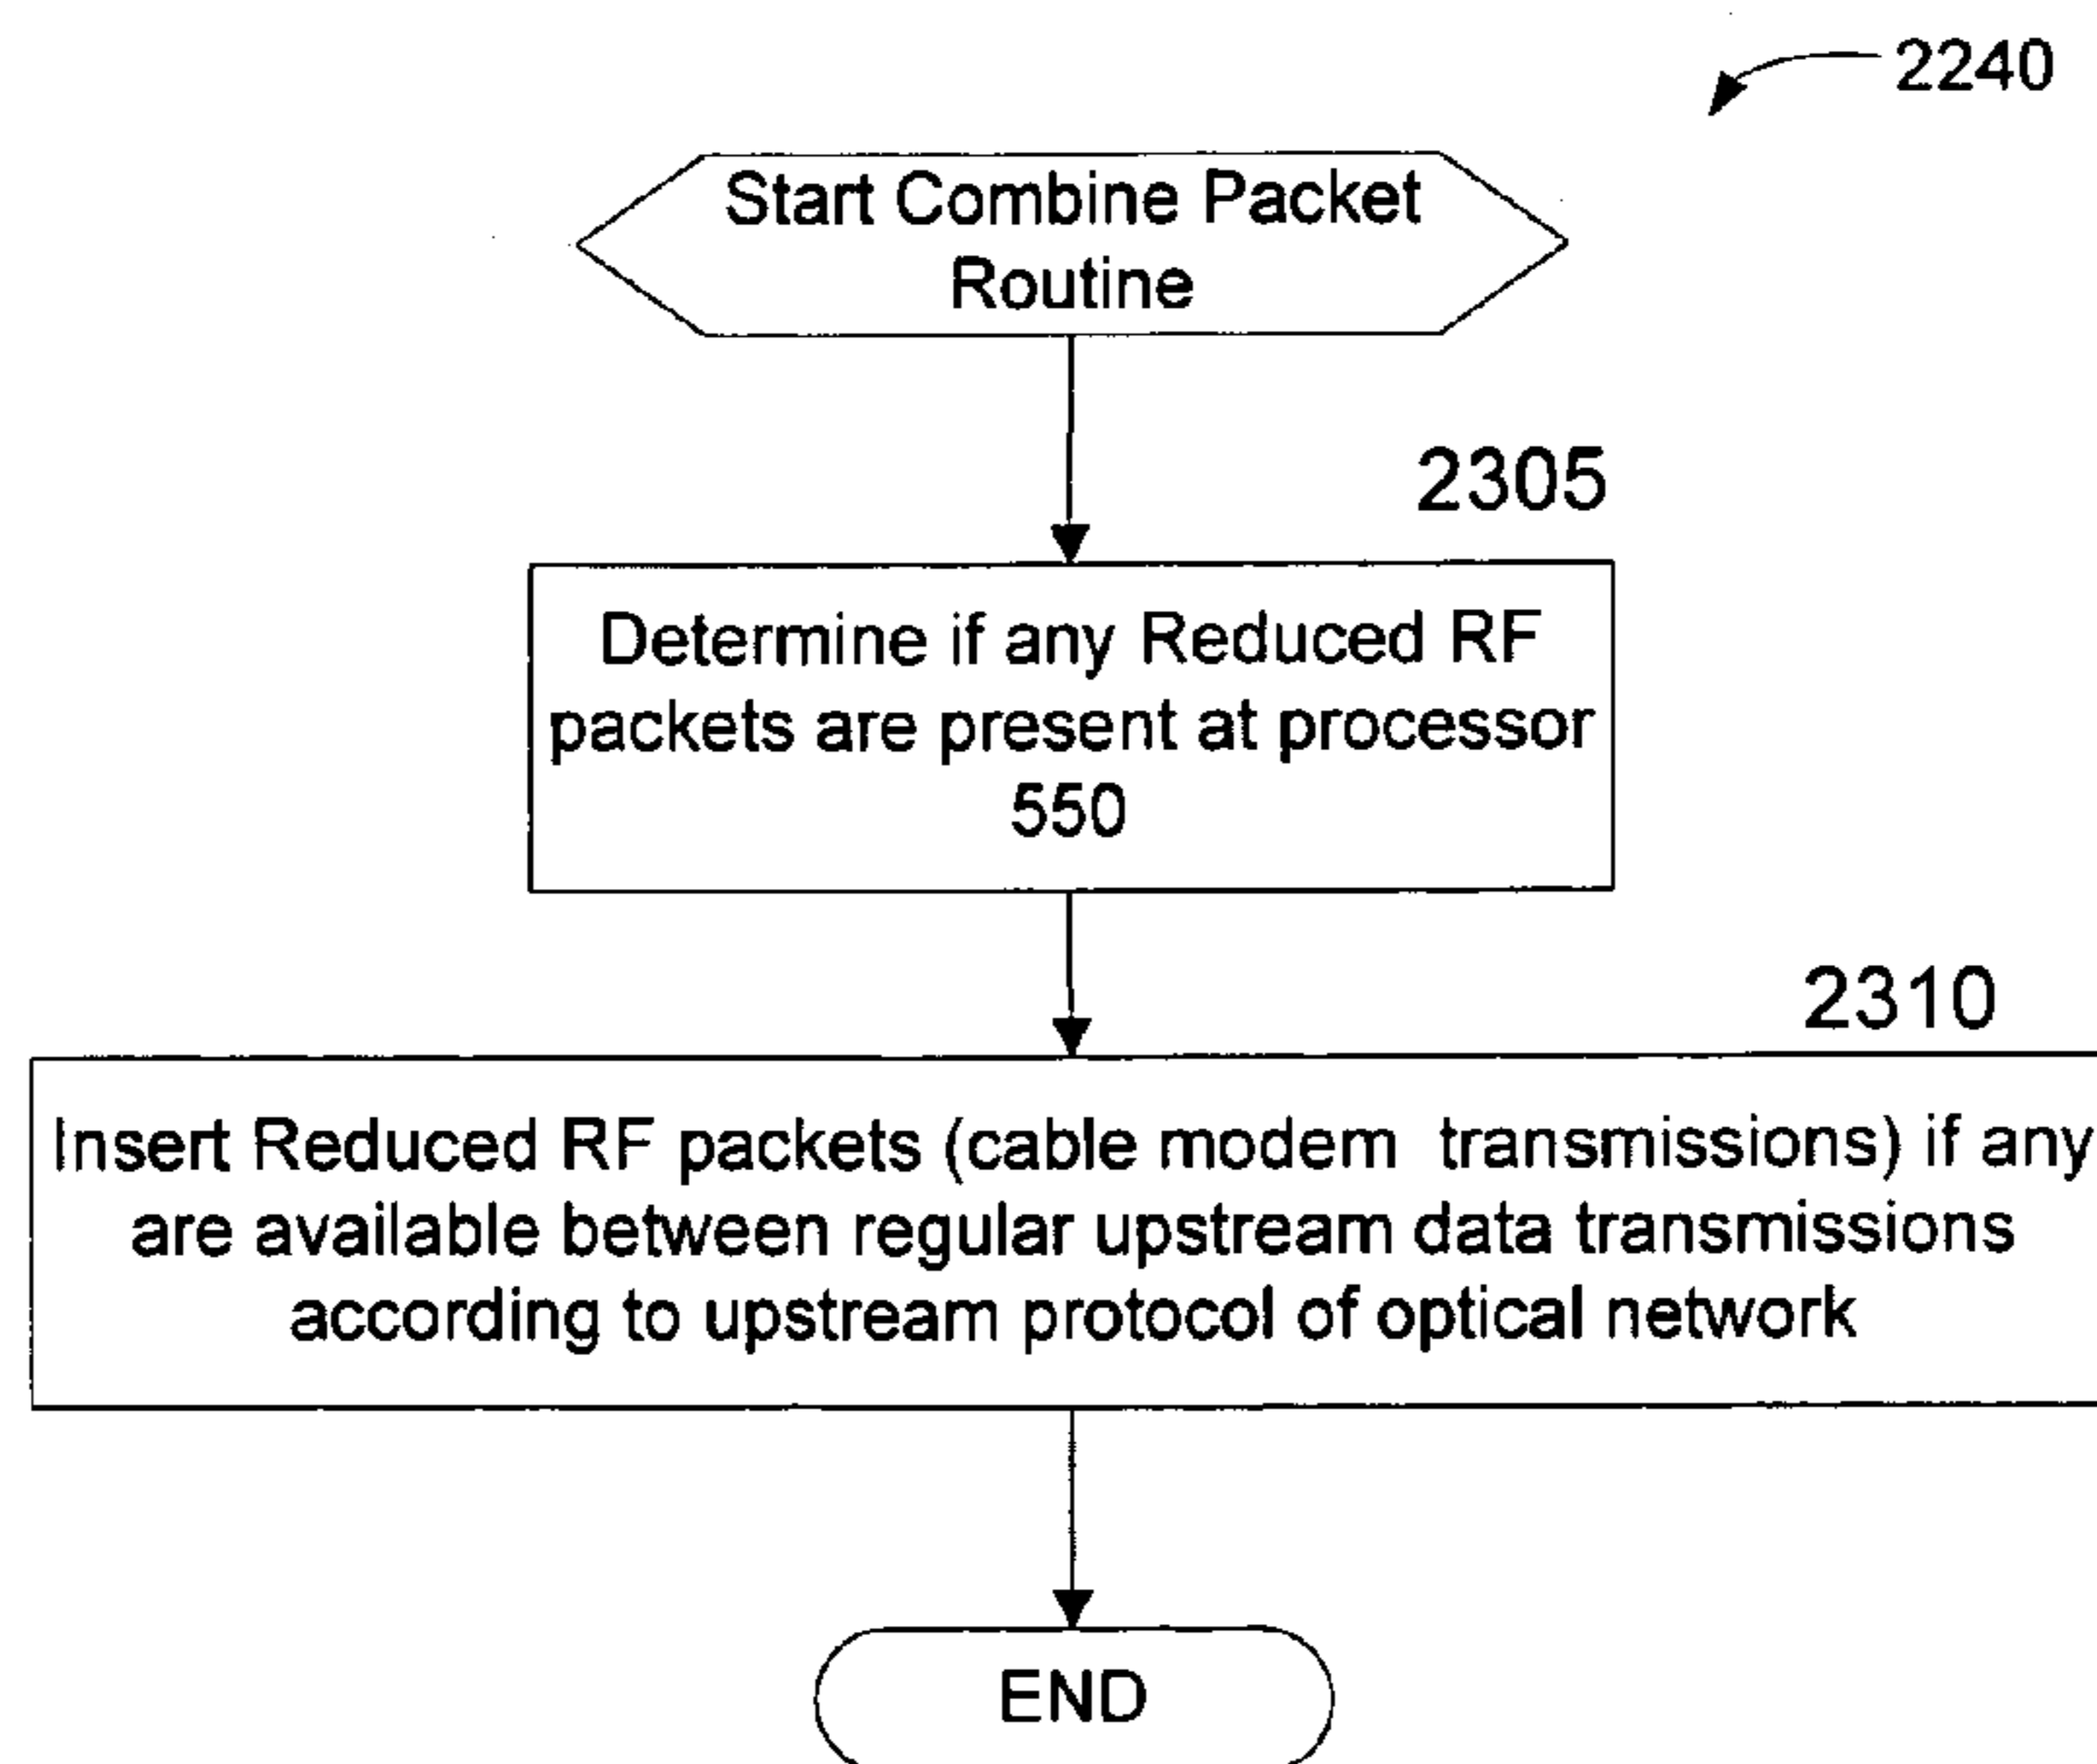 2240
Start Combine Packet
Routine
2305
Determine if any Reduced RF
packets are present at processor
550
2310
Insert Reduced RF packets (cable modem transmissions) if any
are available between regular upstream data transmissions
according to upstream protocol of optical network
END